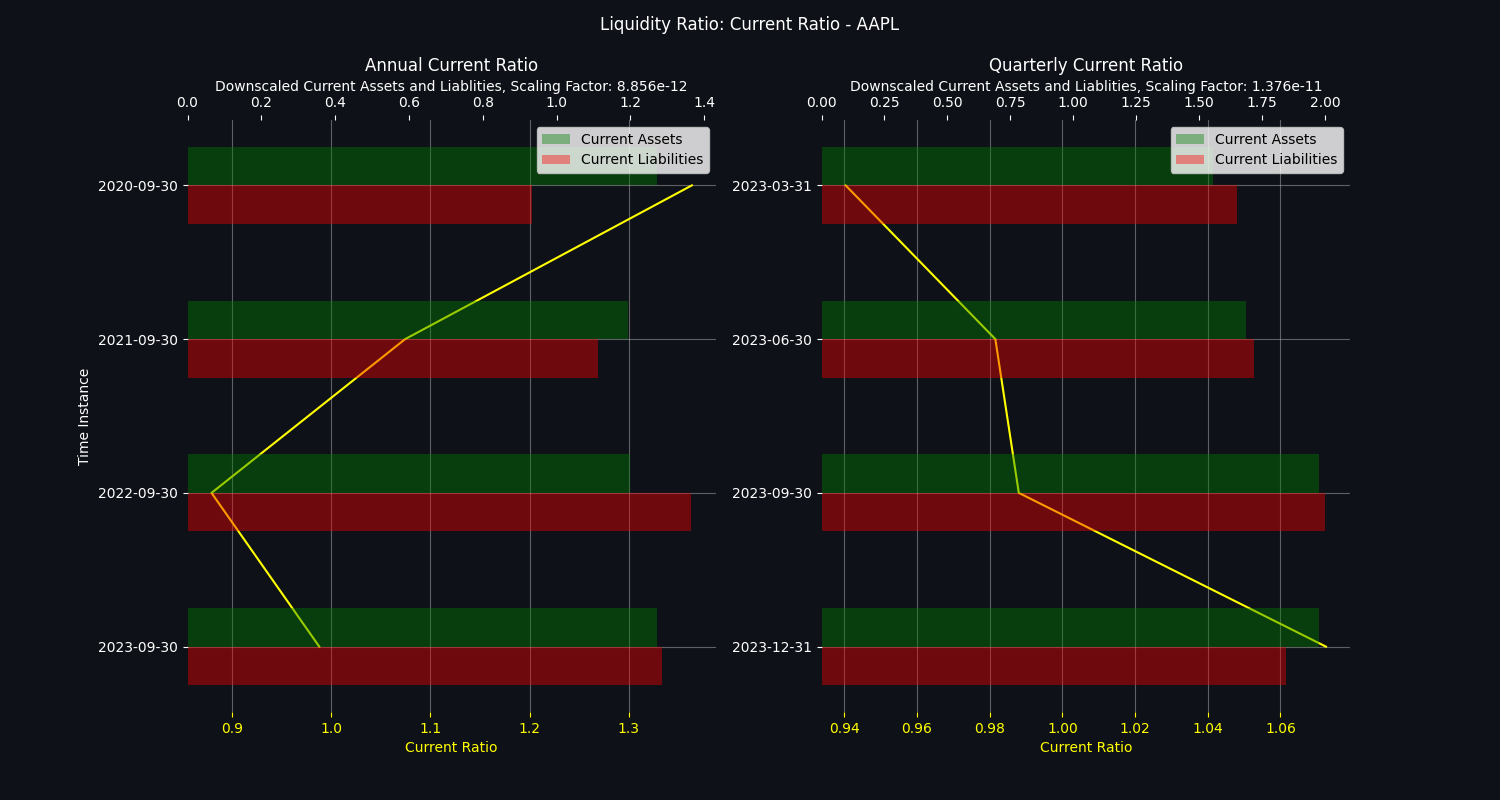 Liquidity Ratio: Current Ratio - AAPL
Annual Current Ratio
Downscaled Current Assets and Liablities, Scaling Factor: 8.856e-12
0.0 0.2 0.4 0.6 0.8 1.0 1.2 1.4
Current Assets
Current Liabilities
Time Instance
2020-09-30
2021-09-30
2022-09-30
2023-09-30
0.9 1.0 1.1 1.2 1.3
Current Ratio
Quarterly Current Ratio
Downscaled Current Assets and Liablities, Scaling Factor: 1.376e-11
0.00 0.25 0.50 0.75 1.00 1.25 1.50 1.75 2.00
Current Assets
Current Liabilities
2023-03-31
2023-06-30
2023-09-30
2023-12-31
0.94 0.96 0.98 1.00 1.02 1.04 1.06
Current Ratio